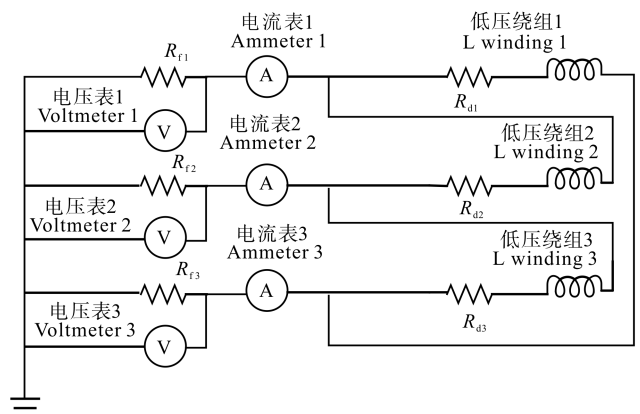 电流表1
Ammeter 1
低压绕组1
L winding 1
Rf1
A
电压表1
Voltmeter 1
V
Rd1
电流表2
Ammeter 2
低压绕组2
L winding 2
Rf2
A
电压表2
Voltmeter 2
V
Rd2
电流表3
Ammeter 3
低压绕组3
L winding 3
Rf3
A
电压表3
Voltmeter 3
V
Rd3